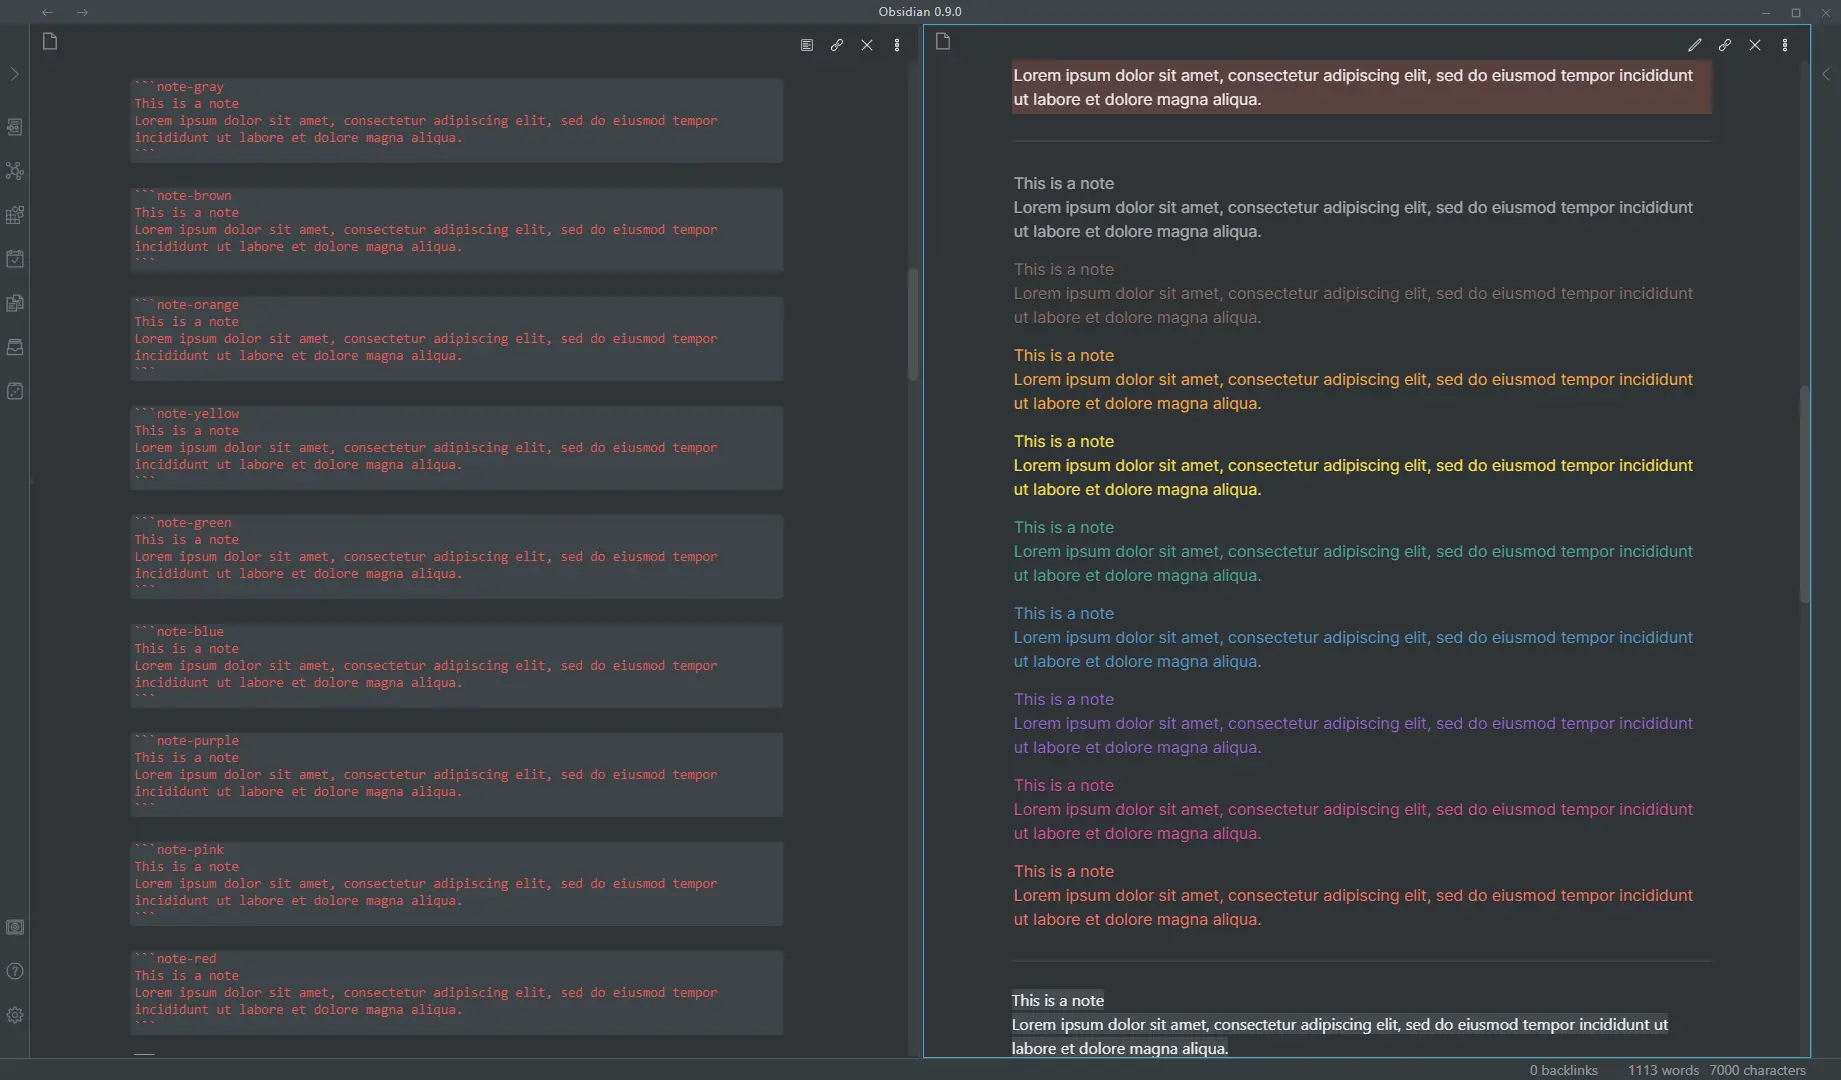 Obsidian 0.9.0
```note-gray
This is a note
Lorem ipsum dolor sit amet, consectetur adipiscing elit, sed do eiusmod tempor
incididunt ut labore et dolore magna aliqua.
```
```note-brown
This is a note
Lorem ipsum dolor sit amet, consectetur adipiscing elit, sed do eiusmod tempor
incididunt ut labore et dolore magna aliqua.
```
```note-orange
This is a note
Lorem ipsum dolor sit amet, consectetur adipiscing elit, sed do eiusmod tempor
incididunt ut labore et dolore magna aliqua.
```
```note-yellow
This is a note
Lorem ipsum dolor sit amet, consectetur adipiscing elit, sed do eiusmod tempor
incididunt ut labore et dolore magna aliqua.
```
```note-green
This is a note
Lorem ipsum dolor sit amet, consectetur adipiscing elit, sed do eiusmod tempor
incididunt ut labore et dolore magna aliqua.
```
```note-blue
This is a note
Lorem ipsum dolor sit amet, consectetur adipiscing elit, sed do eiusmod tempor
incididunt ut labore et dolore magna aliqua.
```
```note-purple
This is a note
Lorem ipsum dolor sit amet, consectetur adipiscing elit, sed do eiusmod tempor
incididunt ut labore et dolore magna aliqua.
```
```note-pink
This is a note
Lorem ipsum dolor sit amet, consectetur adipiscing elit, sed do eiusmod tempor
incididunt ut labore et dolore magna aliqua.
```
```note-red
This is a note
Lorem ipsum dolor sit amet, consectetur adipiscing elit, sed do eiusmod tempor
incididunt ut labore et dolore magna aliqua.
```
Lorem ipsum dolor sit amet, consectetur adipiscing elit, sed do eiusmod tempor incididunt
ut labore et dolore magna aliqua.
This is a note
Lorem ipsum dolor sit amet, consectetur adipiscing elit, sed do eiusmod tempor incididunt
ut labore et dolore magna aliqua.
This is a note
Lorem ipsum dolor sit amet, consectetur adipiscing elit, sed do eiusmod tempor incididunt
ut labore et dolore magna aliqua.
This is a note
Lorem ipsum dolor sit amet, consectetur adipiscing elit, sed do eiusmod tempor incididunt
ut labore et dolore magna aliqua.
This is a note
Lorem ipsum dolor sit amet, consectetur adipiscing elit, sed do eiusmod tempor incididunt
ut labore et dolore magna aliqua.
This is a note
Lorem ipsum dolor sit amet, consectetur adipiscing elit, sed do eiusmod tempor incididunt
ut labore et dolore magna aliqua.
This is a note
Lorem ipsum dolor sit amet, consectetur adipiscing elit, sed do eiusmod tempor incididunt
ut labore et dolore magna aliqua.
This is a note
Lorem ipsum dolor sit amet, consectetur adipiscing elit, sed do eiusmod tempor incididunt
ut labore et dolore magna aliqua.
This is a note
Lorem ipsum dolor sit amet, consectetur adipiscing elit, sed do eiusmod tempor incididunt
ut labore et dolore magna aliqua.
This is a note
Lorem ipsum dolor sit amet, consectetur adipiscing elit, sed do eiusmod tempor incididunt
ut labore et dolore magna aliqua.
This is a note
Lorem ipsum dolor sit amet, consectetur adipiscing elit, sed do eiusmod tempor incididunt ut
labore et dolore magna aliqua.
0 backlinks 1113 words 7000 characters